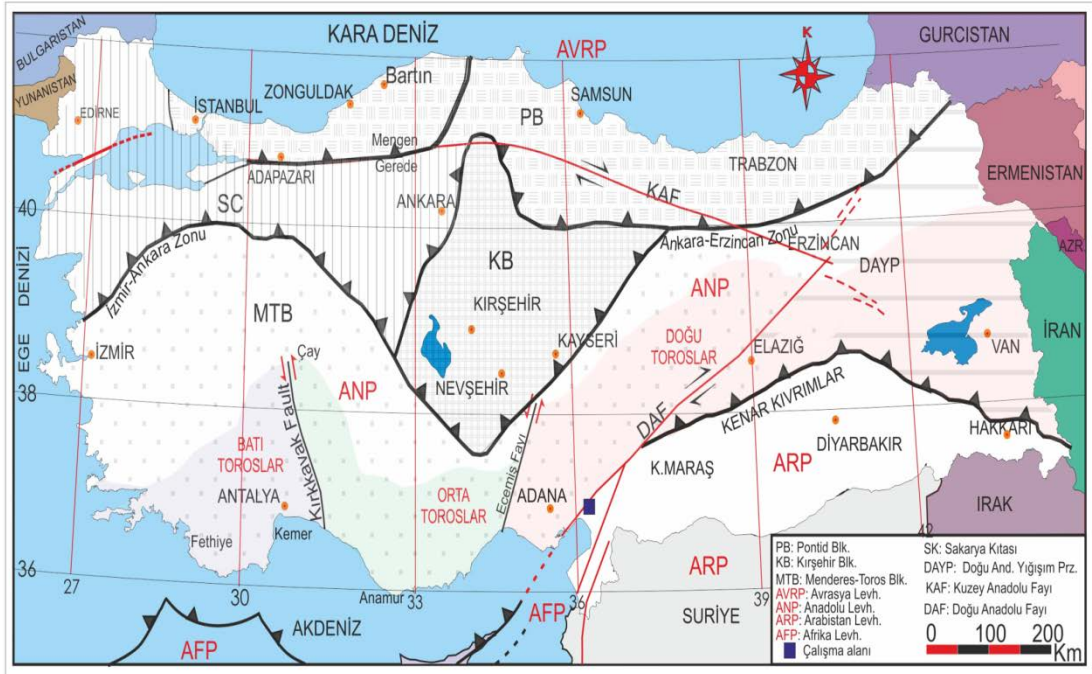 KARA DENİZ
BULGARISTAN
YUNANISTAN
GURCISTAN
AVRP
K
Bartın
ZONGULDAK
SAMSUN
PB
EDİRNE
İSTANBUL
Mengen
Gerede
ADAPAZARI
TRABZON
ERMENISTAN
KAF
40
SC
ANKARA
Ankara-Erzincan Zonu
ERZİNCAN
AZR.
İzmir-Ankara Zonu
KB
DAYP
EGE DENİZİ
MTB
KIRŞEHİR
ANP
İRAN
İZMİR
Çay
KAYSERİ
DOĞU
TOROSLAR
ELAZIĞ
VAN
38
ANP
NEVŞEHİR
DAF
KENAR KIVRIMLAR
HAKKARİ
BATI
TOROSLAR
Kırkkavak Fault
DİYARBAKIR
ORTA
TOROSLAR
Ecemiş Fayı
ADANA
K.MARAŞ
ARP
ANTALYA
IRAK
Fethiye
Kemer
42
36
27
30
Anamur
33
36
39
ARP
SURİYE
AFP
AKDENİZ
AFP
PB: Pontid Blk.
KB: Kırşehir Blk.
MTB: Menderes-Toros Blk.
AVRP: Avrasya Levh.
ANP: Anadolu Levh.
ARP: Arabistan Levh.
AFP: Afrika Levh.
Çalışma alanı
SK: Sakarya Kıtası
DAYP: Doğu And. Yığışım Prz.
KAF: Kuzey Anadolu Fayı
DAF: Doğu Anadolu Fayı
0 100 200
Km